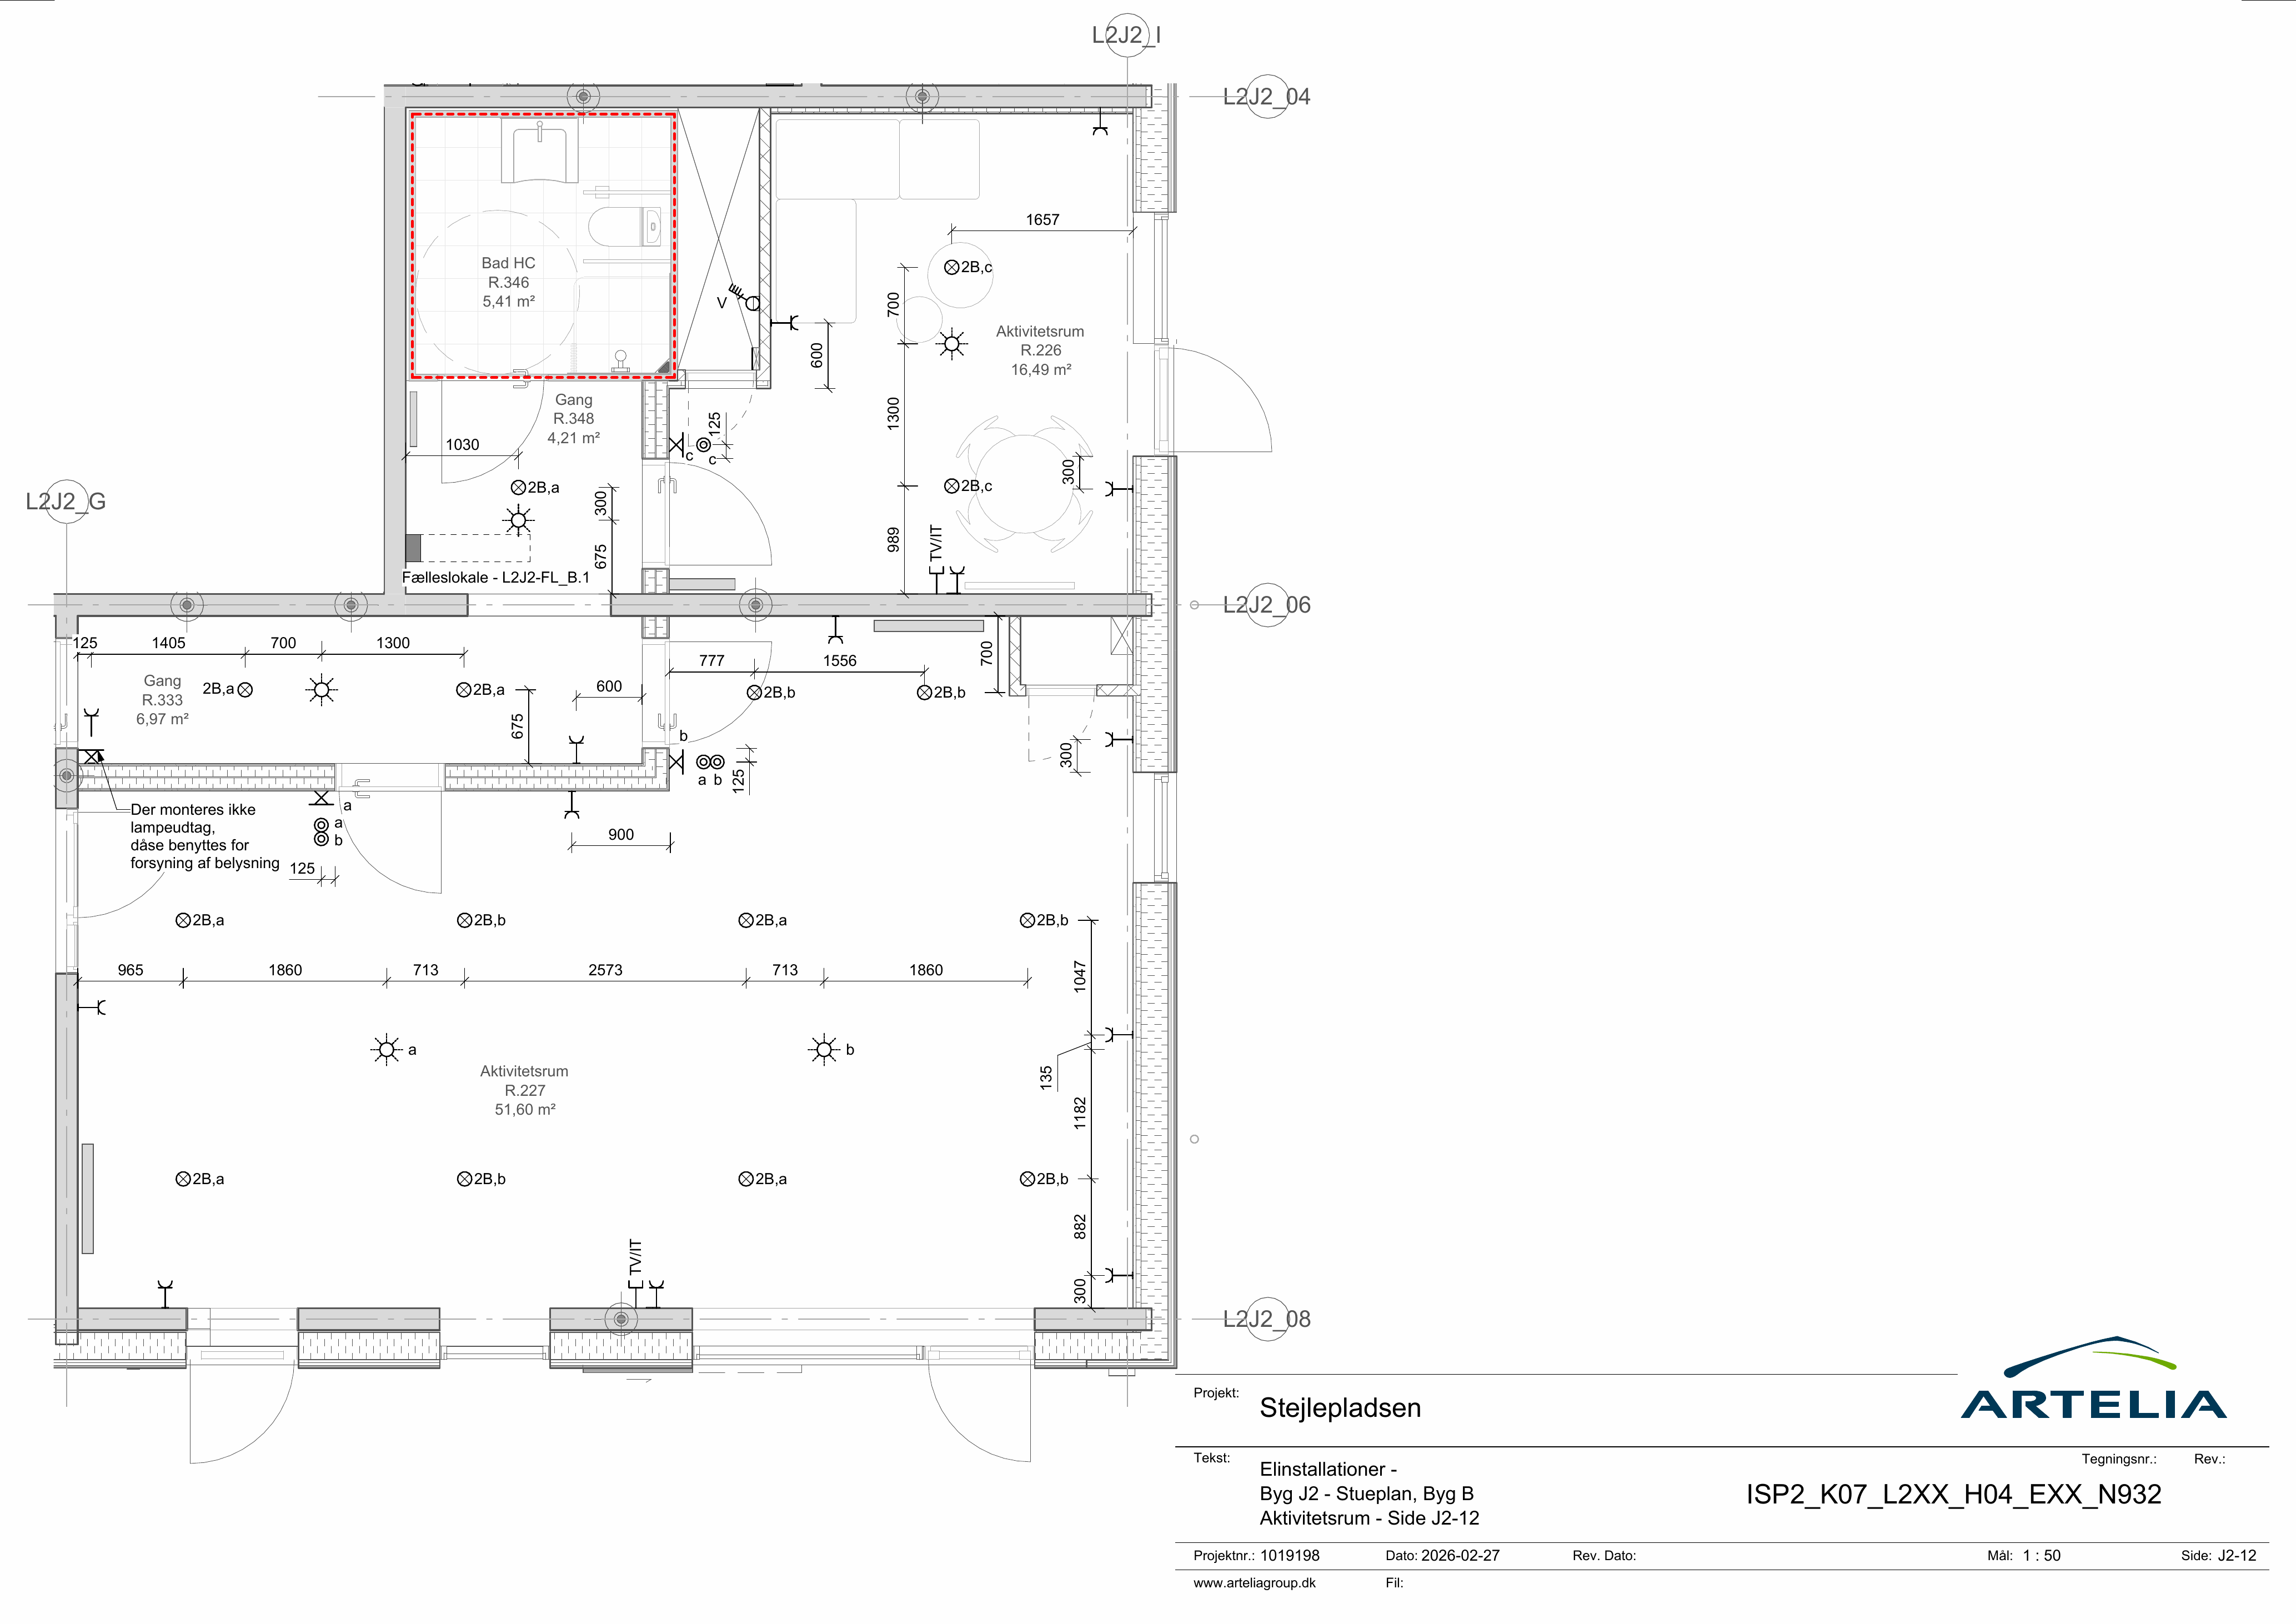 L2J2_I
L2J2_04
1657
2B,c
Bad HC
R.346
5,41 m²
V
700
Aktivitetsrum
R.226
16,49 m²
600
Gang
R.348
4,21 m²
125
c
c
1300
1030
300
2B,a
2B,c
300
L2J2_G
675
989
TV/IT
Fælleslokale - L2J2-FL_B.1
L2J2_06
125
1405
700
1300
777
1556
700
Gang
R.333
6,97 m²
2B,a
2B,a
600
2B,b
2B,b
675
b
a b
125
300
Der monteres ikke
lampeudtag,
dåse benyttes for
forsyning af belysning
a
a
b
125
900
2B,a
2B,b
2B,a
2B,b
965
1860
713
2573
713
1860
1047
a
b
135
Aktivitetsrum
R.227
51,60 m²
1182
2B,a
2B,b
2B,a
2B,b
882
TV/IT
300
L2J2_08
ARTELIA
Projekt:
Stejlepladsen
Tekst:
Elinstallationer -
Byg J2 - Stueplan, Byg B
Aktivitetsrum - Side J2-12
Tegningsnr.:
Rev.:
ISP2_K07_L2XX_H04_EXX_N932
Projektnr.: 1019198
Dato: 2026-02-27
Rev. Dato:
Mål: 1 : 50
Side: J2-12
www.arteliagroup.dk
Fil: